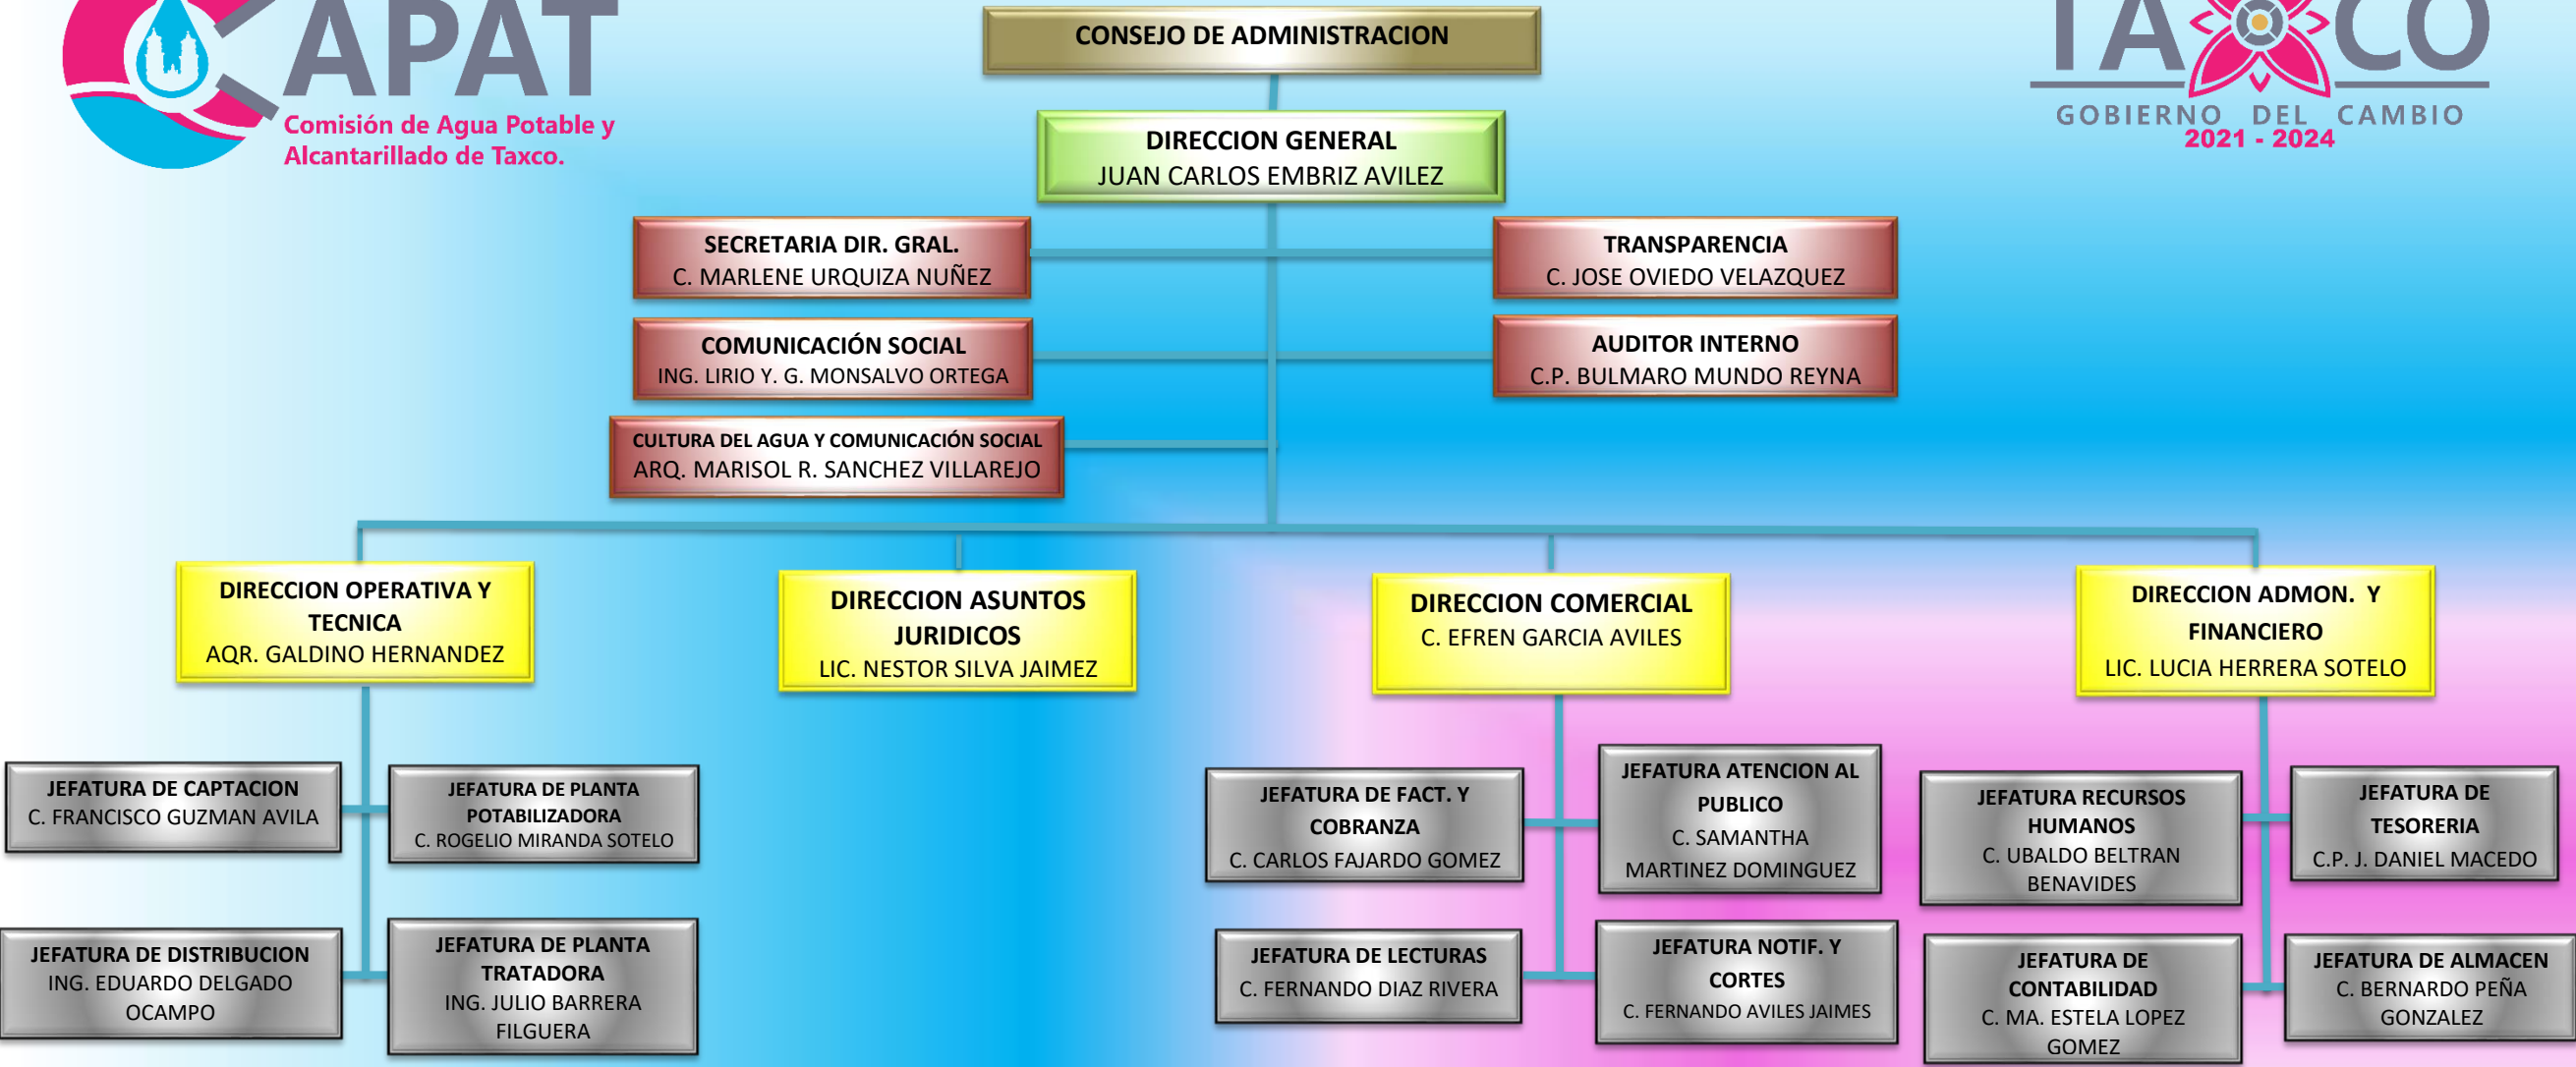 CAPAT
Comisión de Agua Potable y
Alcantarillado de Taxco.
TAXCO
GOBIERNO DEL CAMBIO
2021 - 2024
CONSEJO DE ADMINISTRACION
DIRECCION GENERAL
JUAN CARLOS EMBRIZ AVILEZ
SECRETARIA DIR. GRAL.
C. MARLENE URQUIZA NUÑEZ
TRANSPARENCIA
C. JOSE OVIEDO VELAZQUEZ
COMUNICACIÓN SOCIAL
ING. LIRIO Y. G. MONSALVO ORTEGA
AUDITOR INTERNO
C.P. BULMARO MUNDO REYNA
CULTURA DEL AGUA Y COMUNICACIÓN SOCIAL
ARQ. MARISOL R. SANCHEZ VILLAREJO
DIRECCION OPERATIVA Y
TECNICA
AQR. GALDINO HERNANDEZ
DIRECCION ASUNTOS
JURIDICOS
LIC. NESTOR SILVA JAIMEZ
DIRECCION COMERCIAL
C. EFREN GARCIA AVILES
DIRECCION ADMON. Y
FINANCIERO
LIC. LUCIA HERRERA SOTELO
JEFATURA DE CAPTACION
C. FRANCISCO GUZMAN AVILA
JEFATURA DE PLANTA
POTABILIZADORA
C. ROGELIO MIRANDA SOTELO
JEFATURA DE FACT. Y
COBRANZA
C. CARLOS FAJARDO GOMEZ
JEFATURA ATENCION AL
PUBLICO
C. SAMANTHA
MARTINEZ DOMINGUEZ
JEFATURA RECURSOS
HUMANOS
C. UBALDO BELTRAN
BENAVIDES
JEFATURA DE
TESORERIA
C.P. J. DANIEL MACEDO
JEFATURA DE DISTRIBUCION
ING. EDUARDO DELGADO
OCAMPO
JEFATURA DE PLANTA
TRATADORA
ING. JULIO BARRERA
FILGUERA
JEFATURA DE LECTURAS
C. FERNANDO DIAZ RIVERA
JEFATURA NOTIF. Y
CORTES
C. FERNANDO AVILES JAIMES
JEFATURA DE
CONTABILIDAD
C. MA. ESTELA LOPEZ
GOMEZ
JEFATURA DE ALMACEN
C. BERNARDO PEÑA
GONZALEZ